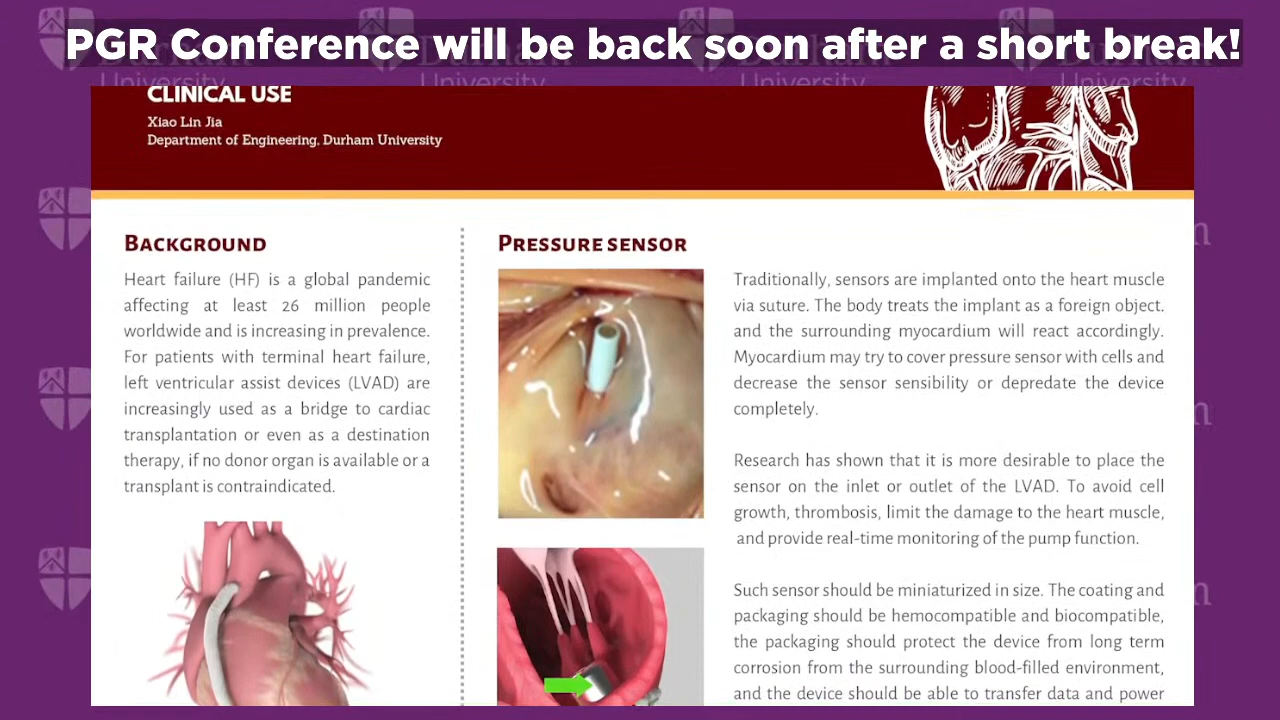 PGR Conference will be back soon after a short break!
CLINICAL USE
Xiao Lin Jia
Department of Engineering, Durham University
BACKGROUND
Heart failure (HF) is a global pandemic
affecting at least 26 million people
worldwide and is increasing in prevalence.
For patients with terminal heart failure,
left ventricular assist devices (LVAD) are
increasingly used as a bridge to cardiac
transplantation or even as a destination
therapy, if no donor organ is available or a
transplant is contraindicated.
PRESSURE SENSOR
Traditionally, sensors are implanted onto the heart muscle
via suture. The body treats the implant as a foreign object.
and the surrounding myocardium will react accordingly.
Myocardium may try to cover pressure sensor with cells and
decrease the sensor sensibility or depredate the device
completely.
Research has shown that it is more desirable to place the
sensor on the inlet or outlet of the LVAD. To avoid cell
growth, thrombosis, limit the damage to the heart muscle,
and provide real-time monitoring of the pump function.
Such sensor should be miniaturized in size. The coating and
packaging should be hemocompatible and biocompatible,
the packaging should protect the device from long term
corrosion from the surrounding blood-filled environment,
and the device should be able to transfer data and power